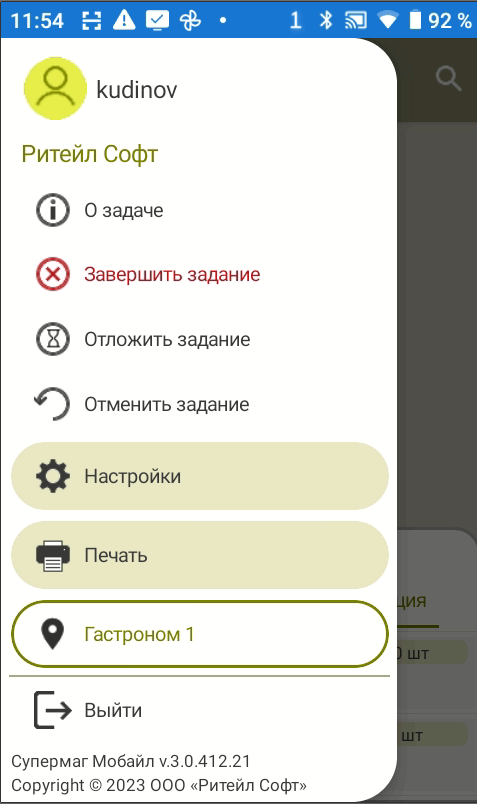 11:54 1 92 %
kudinov
Ритейл Софт
О задаче
Завершить задание
Отложить задание
Отменить задание
Настройки
Печать
Гастроном 1
Выйти
Супермаг Мобайл v.3.0.412.21
Copyright © 2023 ООО «Ритейл Софт»
ция
0 шт
шт